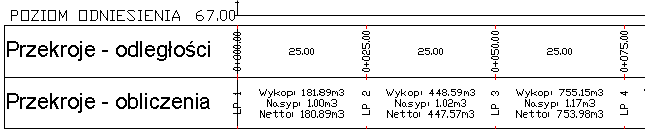 POZIOM ODNIESIENIA 67.00
Przekroje - odległości
0+000.00
25.00
0+025.00
25.00
0+050.00
25.00
0+075.00
Przekroje - obliczenia
LP 1
Wykop: 181.89m3
Nasyp: 1.00m3
Netto: 180.89m3
LP 2
Wykop: 448.59m3
Nasyp: 1.02m3
Netto: 447.57m3
LP 3
Wykop: 755.15m3
Nasyp: 1.17m3
Netto: 753.98m3
LP 4